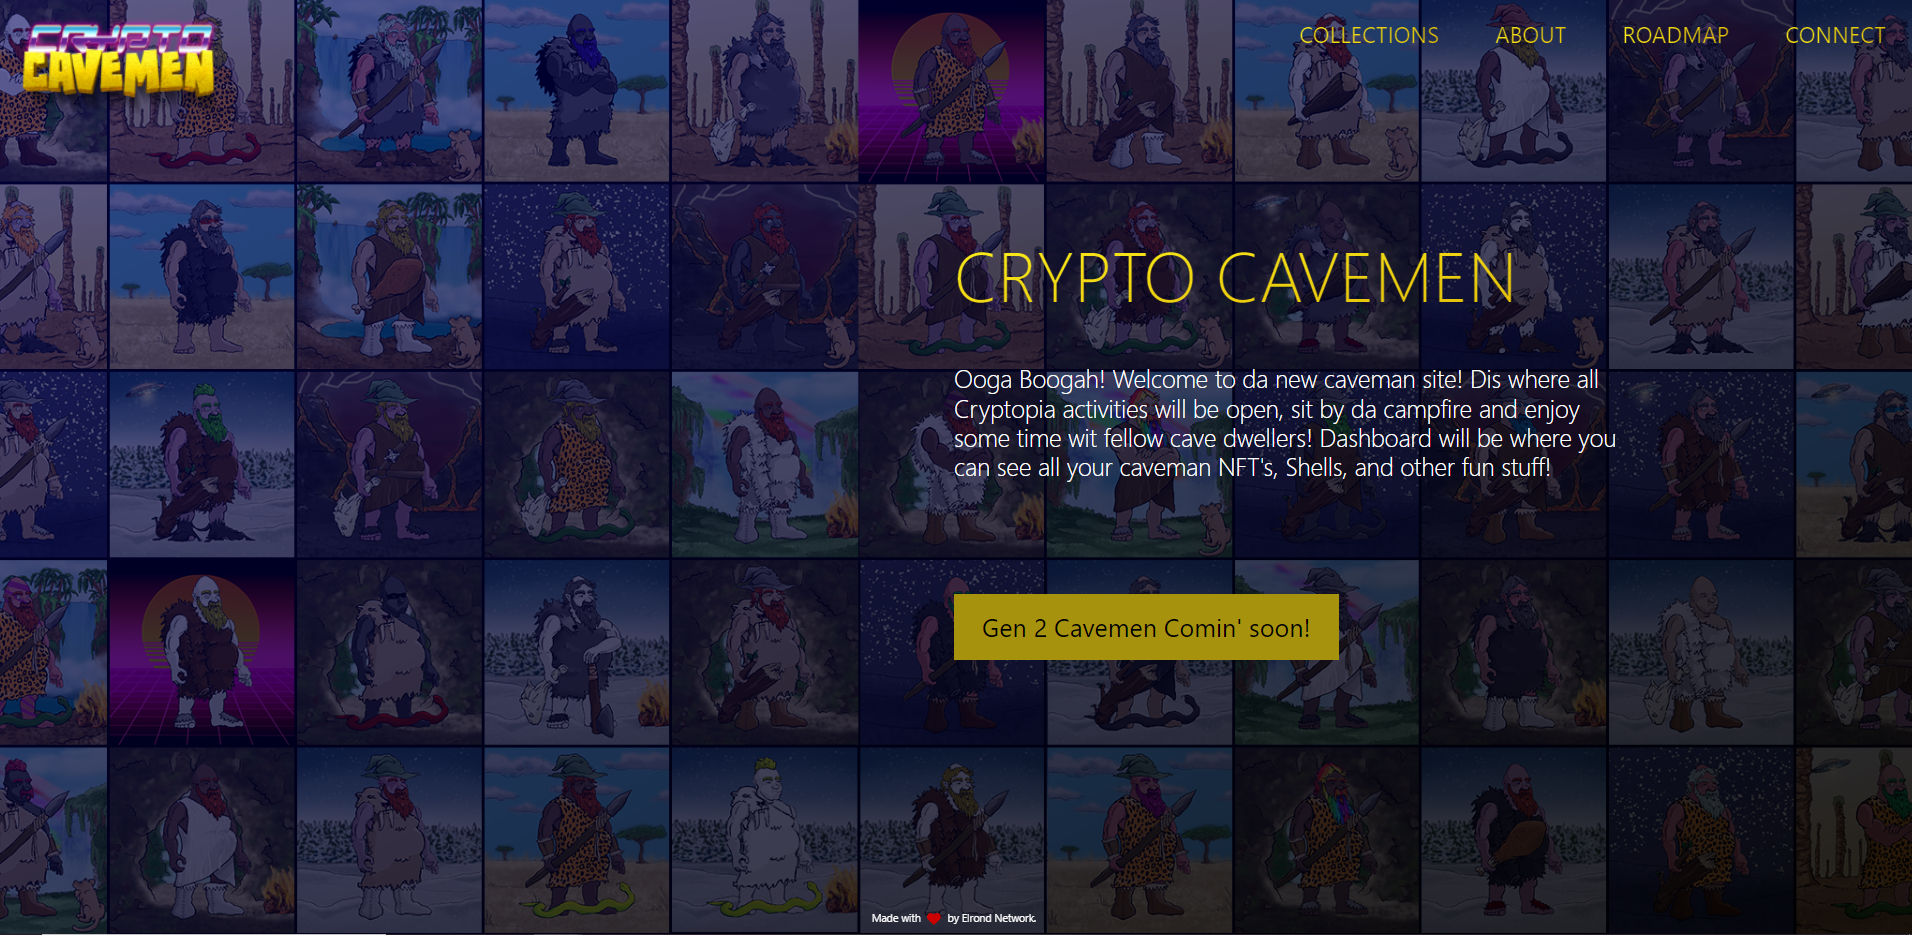 CRYPTO
CAVEMEN
COLLECTIONS ABOUT ROADMAP CONNECT
CRYPTO CAVEMEN
Ooga Boogah! Welcome to da new caveman site! Dis where all
Cryptopia activities will be open, sit by da campfire and enjoy
some time wit fellow cave dwellers! Dashboard will be where you
can see all your caveman NFT's, Shells, and other fun stuff!
Gen 2 Cavemen Comin' soon!
Made with ❤ by Elrond Network.